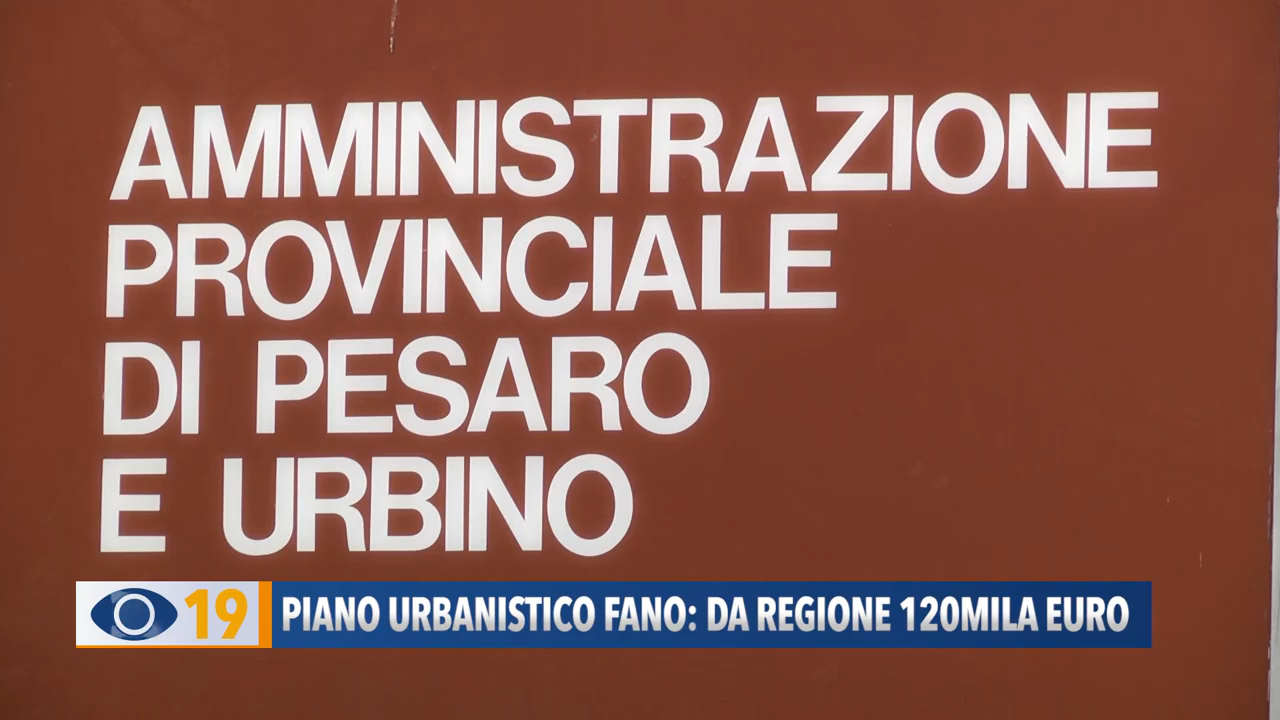 AMMINISTRAZIONE
PROVINCIALE
DI PESARO
E URBINO
19 PIANO URBANISTICO FANO: DA REGIONE 120MILA EURO